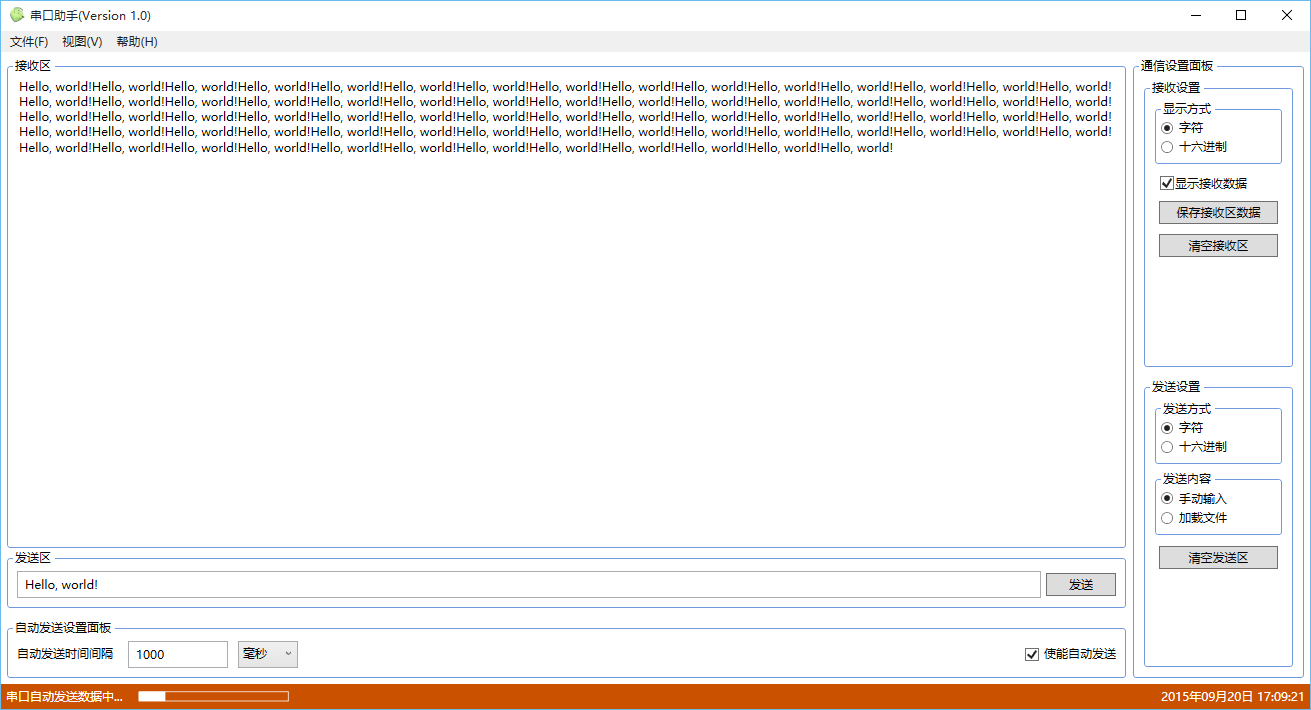 串口助手(Version 1.0)
文件(F) 视图(V) 帮助(H)
接收区
Hello, world!Hello, world!Hello, world!Hello, world!Hello, world!Hello, world!Hello, world!Hello, world!Hello, world!Hello, world!Hello, world!Hello, world!Hello, world!Hello, world!Hello, world!
Hello, world!Hello, world!Hello, world!Hello, world!Hello, world!Hello, world!Hello, world!Hello, world!Hello, world!Hello, world!Hello, world!Hello, world!Hello, world!Hello, world!Hello, world!
Hello, world!Hello, world!Hello, world!Hello, world!Hello, world!Hello, world!Hello, world!Hello, world!Hello, world!Hello, world!Hello, world!Hello, world!Hello, world!Hello, world!Hello, world!
Hello, world!Hello, world!Hello, world!Hello, world!Hello, world!Hello, world!Hello, world!Hello, world!Hello, world!Hello, world!Hello, world!Hello, world!Hello, world!Hello, world!Hello, world!
Hello, world!Hello, world!Hello, world!Hello, world!Hello, world!Hello, world!Hello, world!Hello, world!Hello, world!Hello, world!Hello, world!Hello, world!
发送区
Hello, world!
发送
自动发送设置面板
自动发送时间间隔 1000 毫秒 使能自动发送
通信设置面板
接收设置
显示方式
字符
十六进制
显示接收数据
保存接收区数据
清空接收区
发送设置
发送方式
字符
十六进制
发送内容
手动输入
加载文件
清空发送区
串口自动发送数据中... 2015年09月20日 17:09:21